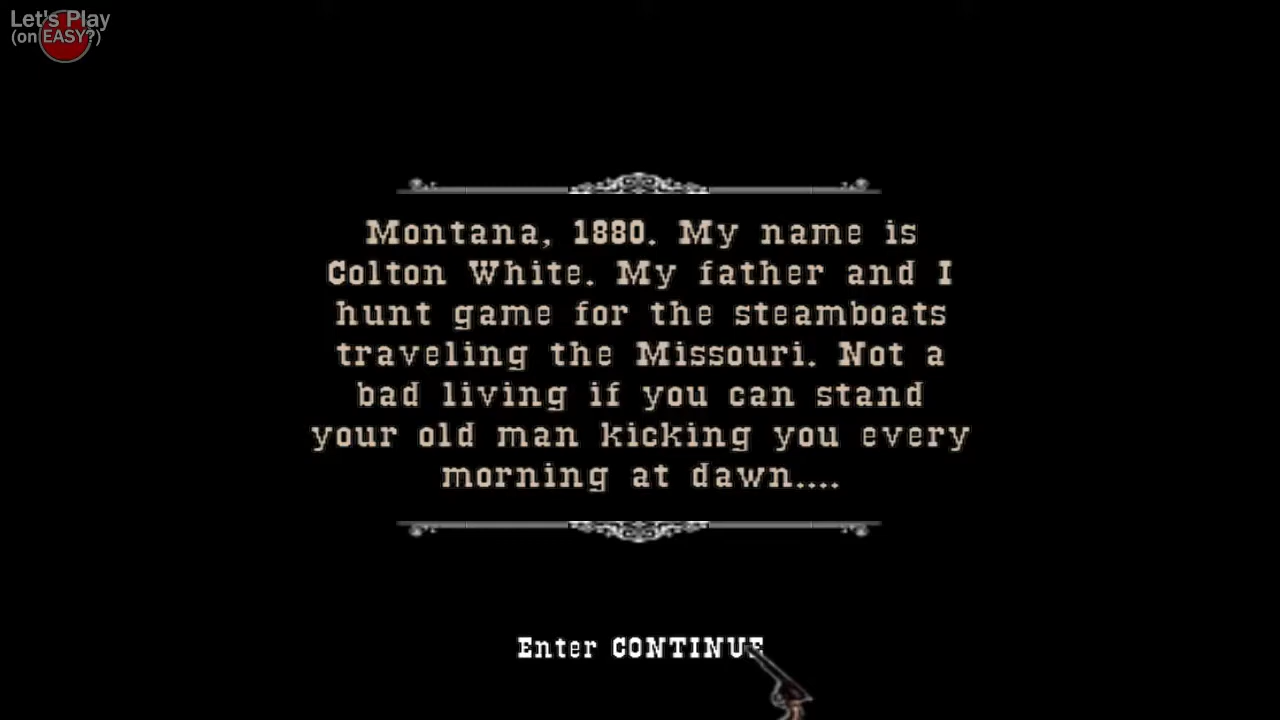 Let's Play
(on EASY?)
Montana, 1880. My name is
Colton White. My father and I
hunt game for the steamboats
traveling the Missouri. Not a
bad living if you can stand
your old man kicking you every
morning at dawn....
Enter CONTINUE